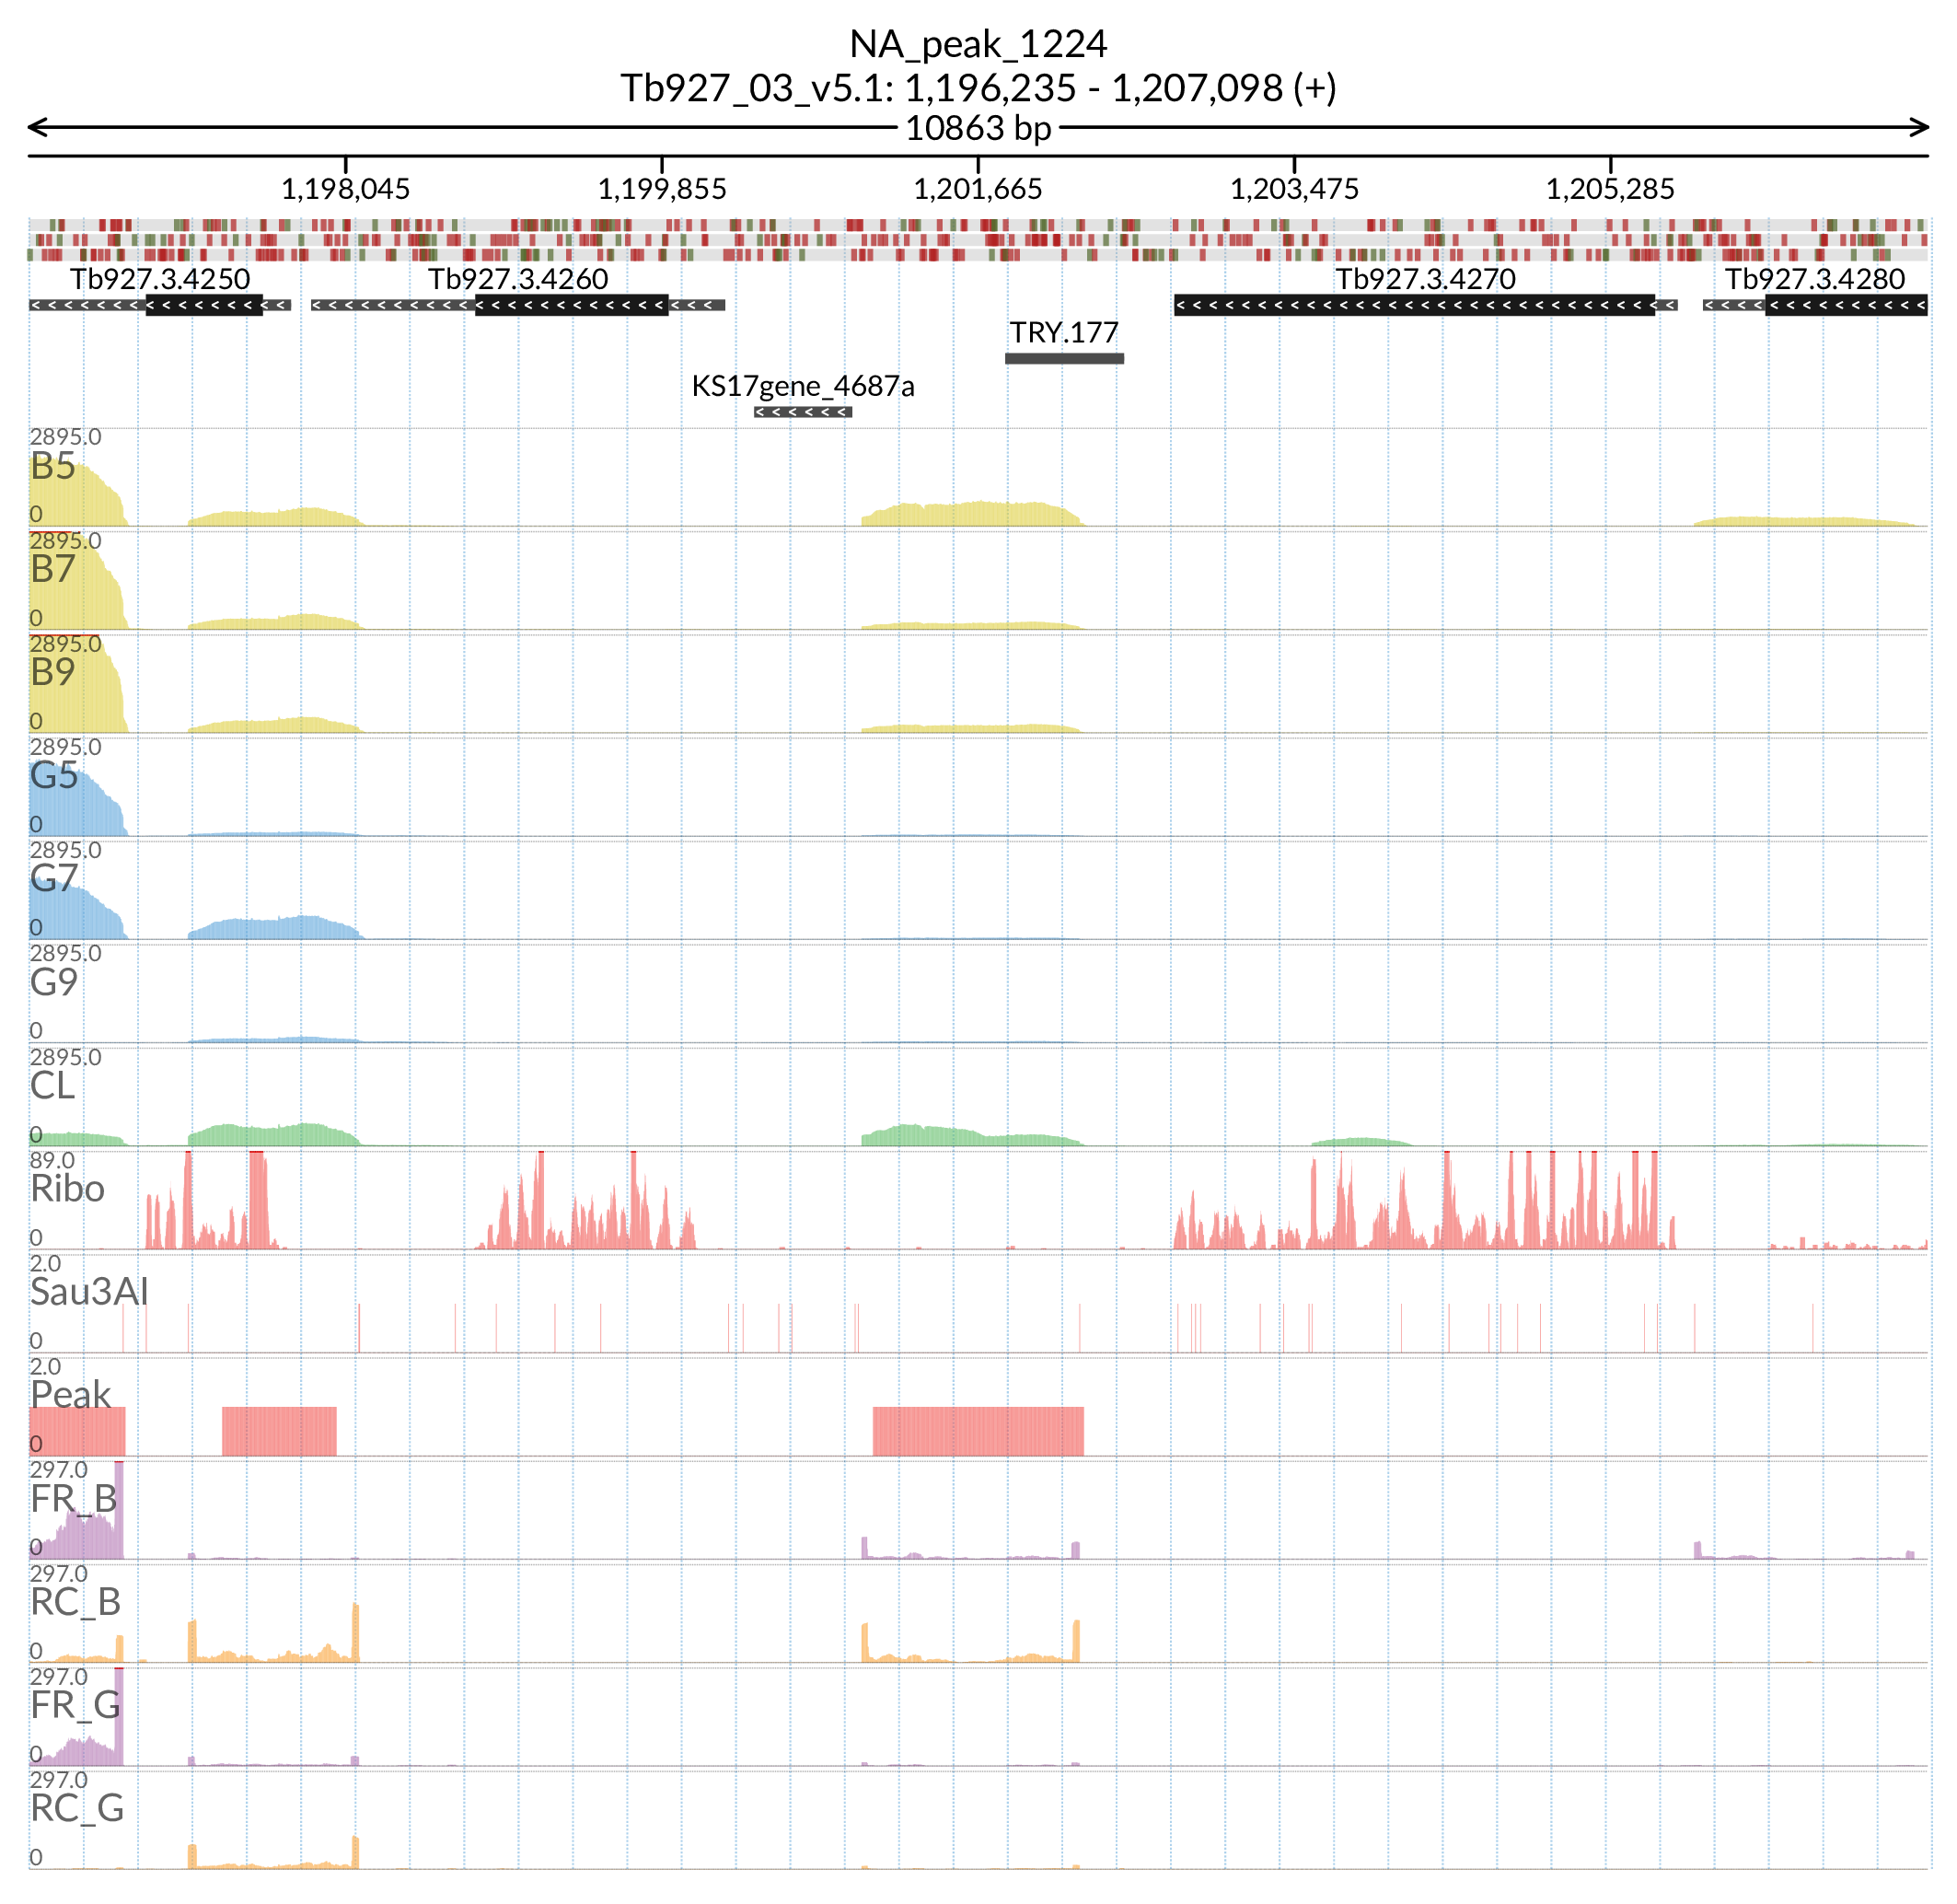 NA_peak_1224
Tb927_03_v5.1: 1,196,235 - 1,207,098 (+)
10863 bp
1,198,045 1,199,855 1,201,665 1,203,475 1,205,285
Tb927.3.4250 Tb927.3.4260 Tb927.3.4270 Tb927.3.4280
TRY.177
KS17gene_4687a
2895.0
B5
0
2895.0
B7
0
2895.0
B9
0
2895.0
G5
0
2895.0
G7
0
2895.0
G9
0
2895.0
CL
0
89.0
Ribo
0
2.0
Sau3AI
0
2.0
Peak
0
297.0
FR_B
0
297.0
RC_B
0
297.0
FR_G
0
297.0
RC_G
0